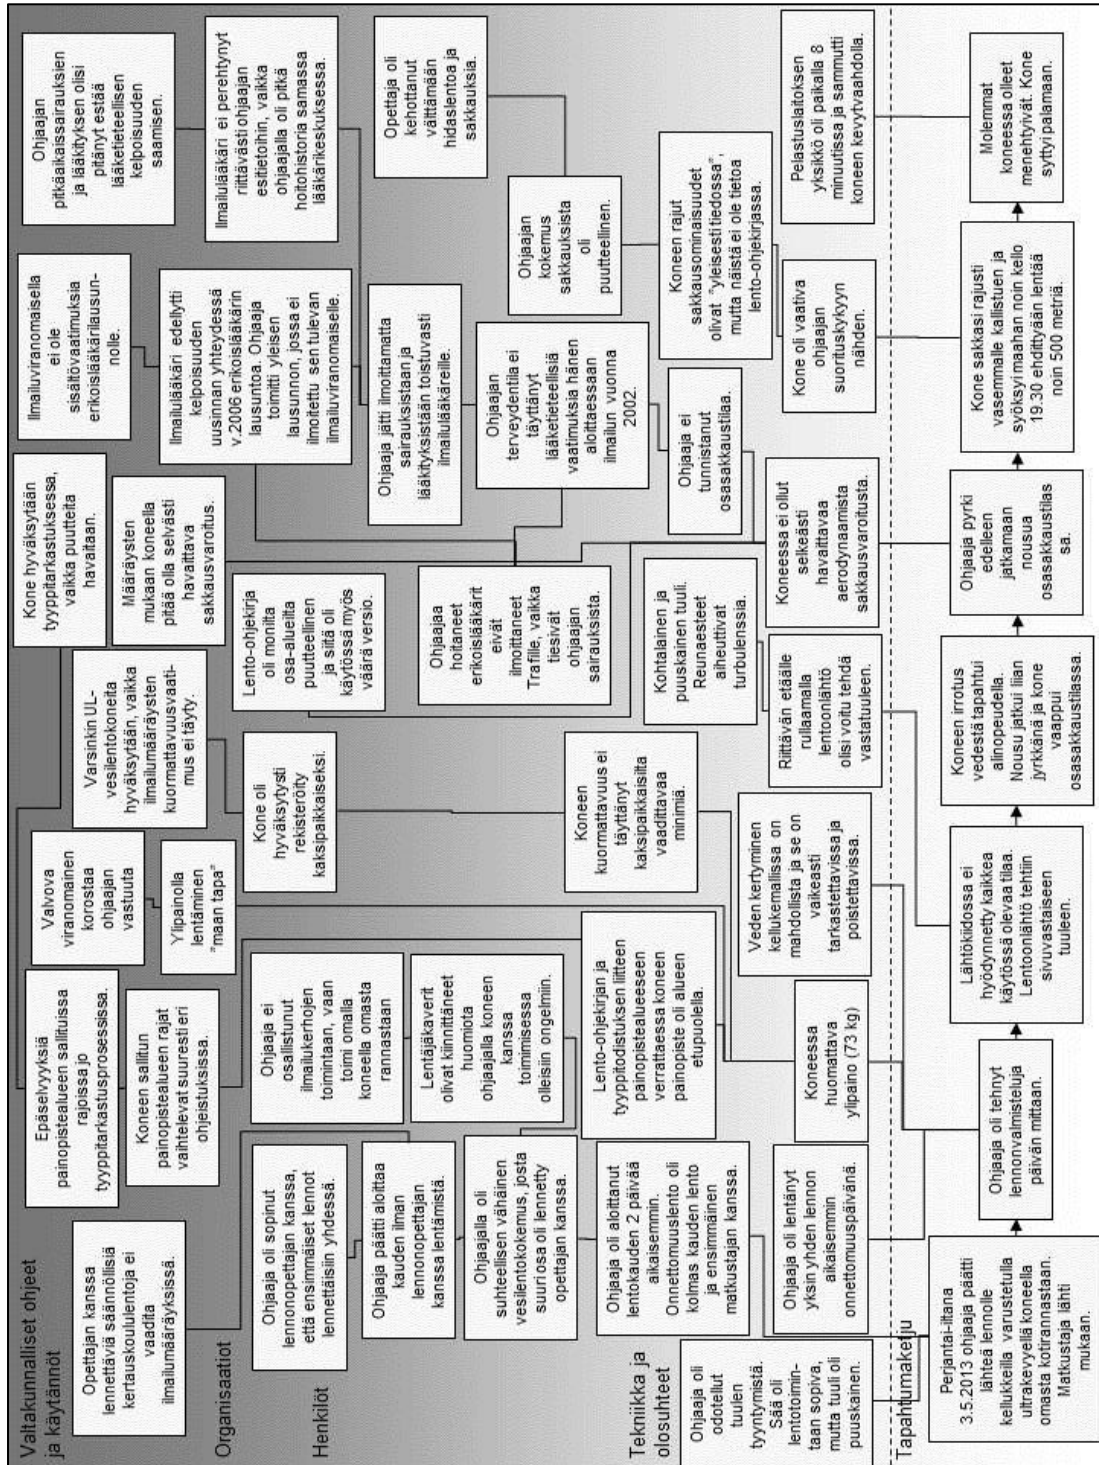 Valtakunnalliset ohjeet
ja käytännöt
Opettajan kanssa
lennettäviä säännöllisiä
kertauskoululentoja ei
vaadita
ilmailumääräyksissä.
Epäselvyyksiä
painopistealueen sallituissa
rajoissa jo
tyyppitarkastusprosessissa.
Koneen sallitun
painopistealueen rajat
vaihtelevat suuresti eri
ohjeistuksissa.
Valvova
viranomainen
korostaa
ohjaajan
vastuuta
Ylipainolla
lentäminen
"maan tapa"
Varsinkin UL-
vesilentokoneita
hyväksytään, vaikka
ilmailumääräysten
kuormattavuusvaati-
mus ei täyty.
Kone hyväksytään
tyyppitarkastuksessa,
vaikka puutteita
havaitaan.
Määräysten
mukaan koneella
pitää olla selvästi
havaittava
sakkausvaroitus.
Ilmailuviranomaisella
ei ole
sisältövaatimuksia
erikoislääkärilausun-
nolle.
Ilmailulääkäri edellytti
kelpoisuuden
uusinnan yhteydessä
v.2006 erikoislääkärin
lausuntoa. Ohjaaja
toimitti yleisen
lausunnon, jossa ei
ilmoitettu sen tulevan
ilmailuviranomaiselle.
Ohjaajan
pitkäaikaissairauksien
ja lääkityksen olisi
pitänyt estää
lääketieteellisen
kelpoisuuden
saamisen.
Ilmailulääkäri ei perehtynyt
riittävästi ohjaajan
esitietoihin, vaikka
ohjaajalla oli pitkä
hoitohistoria samassa
lääkärikeskuksessa.
Organisaatiot
Henkilöt
Ohjaaja oli sopinut
lennonopettajan kanssa,
että ensimmäiset lennot
lennettäisiin yhdessä.
Ohjaaja päätti aloittaa
kauden ilman
lennonopettajan
kanssa lentämistä.
Ohjaajalla oli
suhteellisen vähäinen
vesilentokokemus, josta
suuri osa oli lennetty
opettajan kanssa.
Ohjaaja ei
osallistunut
ilmailukerhojen
toimintaan, vaan
toimi omalla
koneella omasta
rannastaan
Lentäjäkaverit
olivat kiinnittäneet
huomiota
ohjaajalla koneen
kanssa
toimimisessa
olleisiin ongelmiin.
Kone oli
hyväksytysti
rekisteröity
kaksipaikkaiseksi.
Lento-ohjekirja
oli monilta
osa-alueilta
puutteellinen
ja siitä oli
käytössä myös
väärä versio.
Ohjaajaa
hoitaneet
erikoislääkärit
eivät
ilmoittaneet
Trafille, vaikka
tiesivät
ohjaajan
sairauksista.
Ohjaaja jätti ilmoittamatta
sairauksistaan ja
lääkityksistään toistuvasti
ilmailulääkäreille.
Ohjaajan
terveydentila ei
täyttänyt
lääketieteellisiä
vaatimuksia hänen
aloittaessaan
ilmailun vuonna
2002.
Opettaja oli
kehottanut
välttämään
hidaslentoa ja
sakkauksia.
Ohjaajan
kokemus
sakkauksista
oli
puutteellinen.
Tekniikka ja
olosuhteet
Ohjaaja oli
odotellut
tuulen
tyyntymistä.
Sää oli
lentotoimin-
taan sopiva,
mutta tuuli oli
puuskainen.
Ohjaaja oli aloittanut
lentokauden 2 päivää
aikaisemmin.
Onnettomuuslento oli
kolmas kauden lento
ja ensimmäinen
matkustajan kanssa.
Ohjaaja oli lentänyt
yksin yhden lennon
aikaisemmin
onnettomuuspäivänä.
Lento-ohjekirjan ja
tyyppitodistuksen liitteen
painopistealueeseen
verrattaessa koneen
painopiste oli alueen
etupuolella.
Koneessa
huomattava
ylipaino (73 kg)
Koneen
kuormattavuus ei
täyttänyt
kaksipaikkaisilta
vaadittavaa
minimiä.
Veden kertyminen
kellukemallissa on
mahdollista ja se on
vaikeasti
tarkastettavissa ja
poistettavissa.
Kohtalainen ja
puuskainen tuuli.
Reunaesteet
aiheuttivat
turbulenssia.
Riittävän etäälle
rullaamalla
lentoonlähtö
olisi voitu tehdä
vastatuuleen.
Ohjaaja ei
tunnistanut
osasakkaustilaa.
Koneessa ei ollut
selkeästi
havaittavaa
aerodynaamista
sakkausvaroitusta.
Koneen rajut
sakkausominaisuudet
olivat "yleisesti tiedossa",
mutta näistä ei ole tietoa
lento-ohjekirjassa.
Kone oli vaativa
ohjaajan
suorituskykyyn
nähden.
Pelastuslaitoksen
yksikkö oli paikalla 8
minuutissa ja sammutti
koneen kevytvaahdolla.
Tapahtumaketju
Perjantai-iltana
3.5.2013 ohjaaja päätti
lähteä lennolle
kellukkeilla varustetulla
ultrakevyellä koneella
omasta kotirannastaan.
Matkustaja lähti
mukaan.
Ohjaaja oli tehnyt
lennonvalmisteluja
päivän mittaan.
Lähtökiidossa ei
hyödynnetty kaikkea
käytössä olevaa tilaa.
Lentoonlähtö tehtiin
sivuvastaiseen
tuuleen.
Koneen irrotus
vedestä tapahtui
alinopeudella.
Nousu jatkui liian
jyrkkänä ja kone
vaappui
osasakkaustilassa.
Ohjaaja pyrki
edelleen
jatkamaan
nousua
osasakkaustilas
sa.
Kone sakkasi rajusti
vasemmalle kallistuen ja
syöksyi maahan noin kello
19.30 ehdittyään lentää
noin 500 metriä.
Molemmat
koneessa olleet
menehtyivät. Kone
syttyi palamaan.